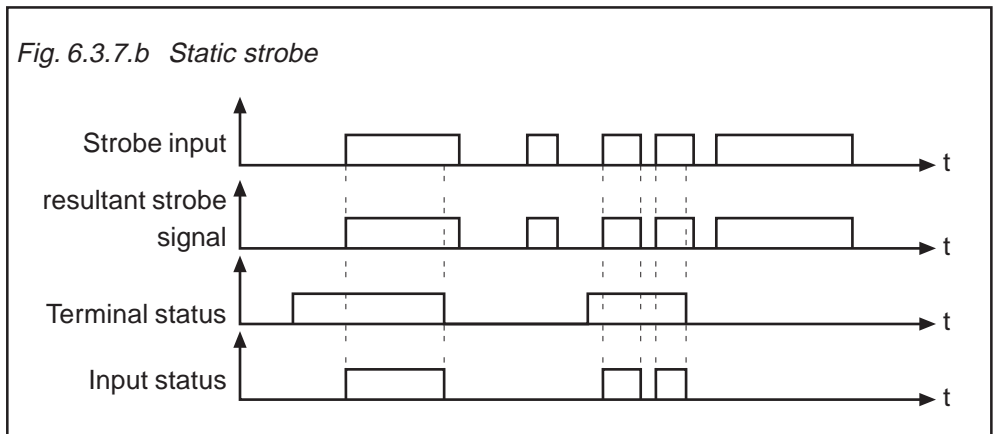 Fig. 6.3.7.b Static strobe
Strobe input
t
resultant strobe
signal
t
Terminal status
t
Input status
t